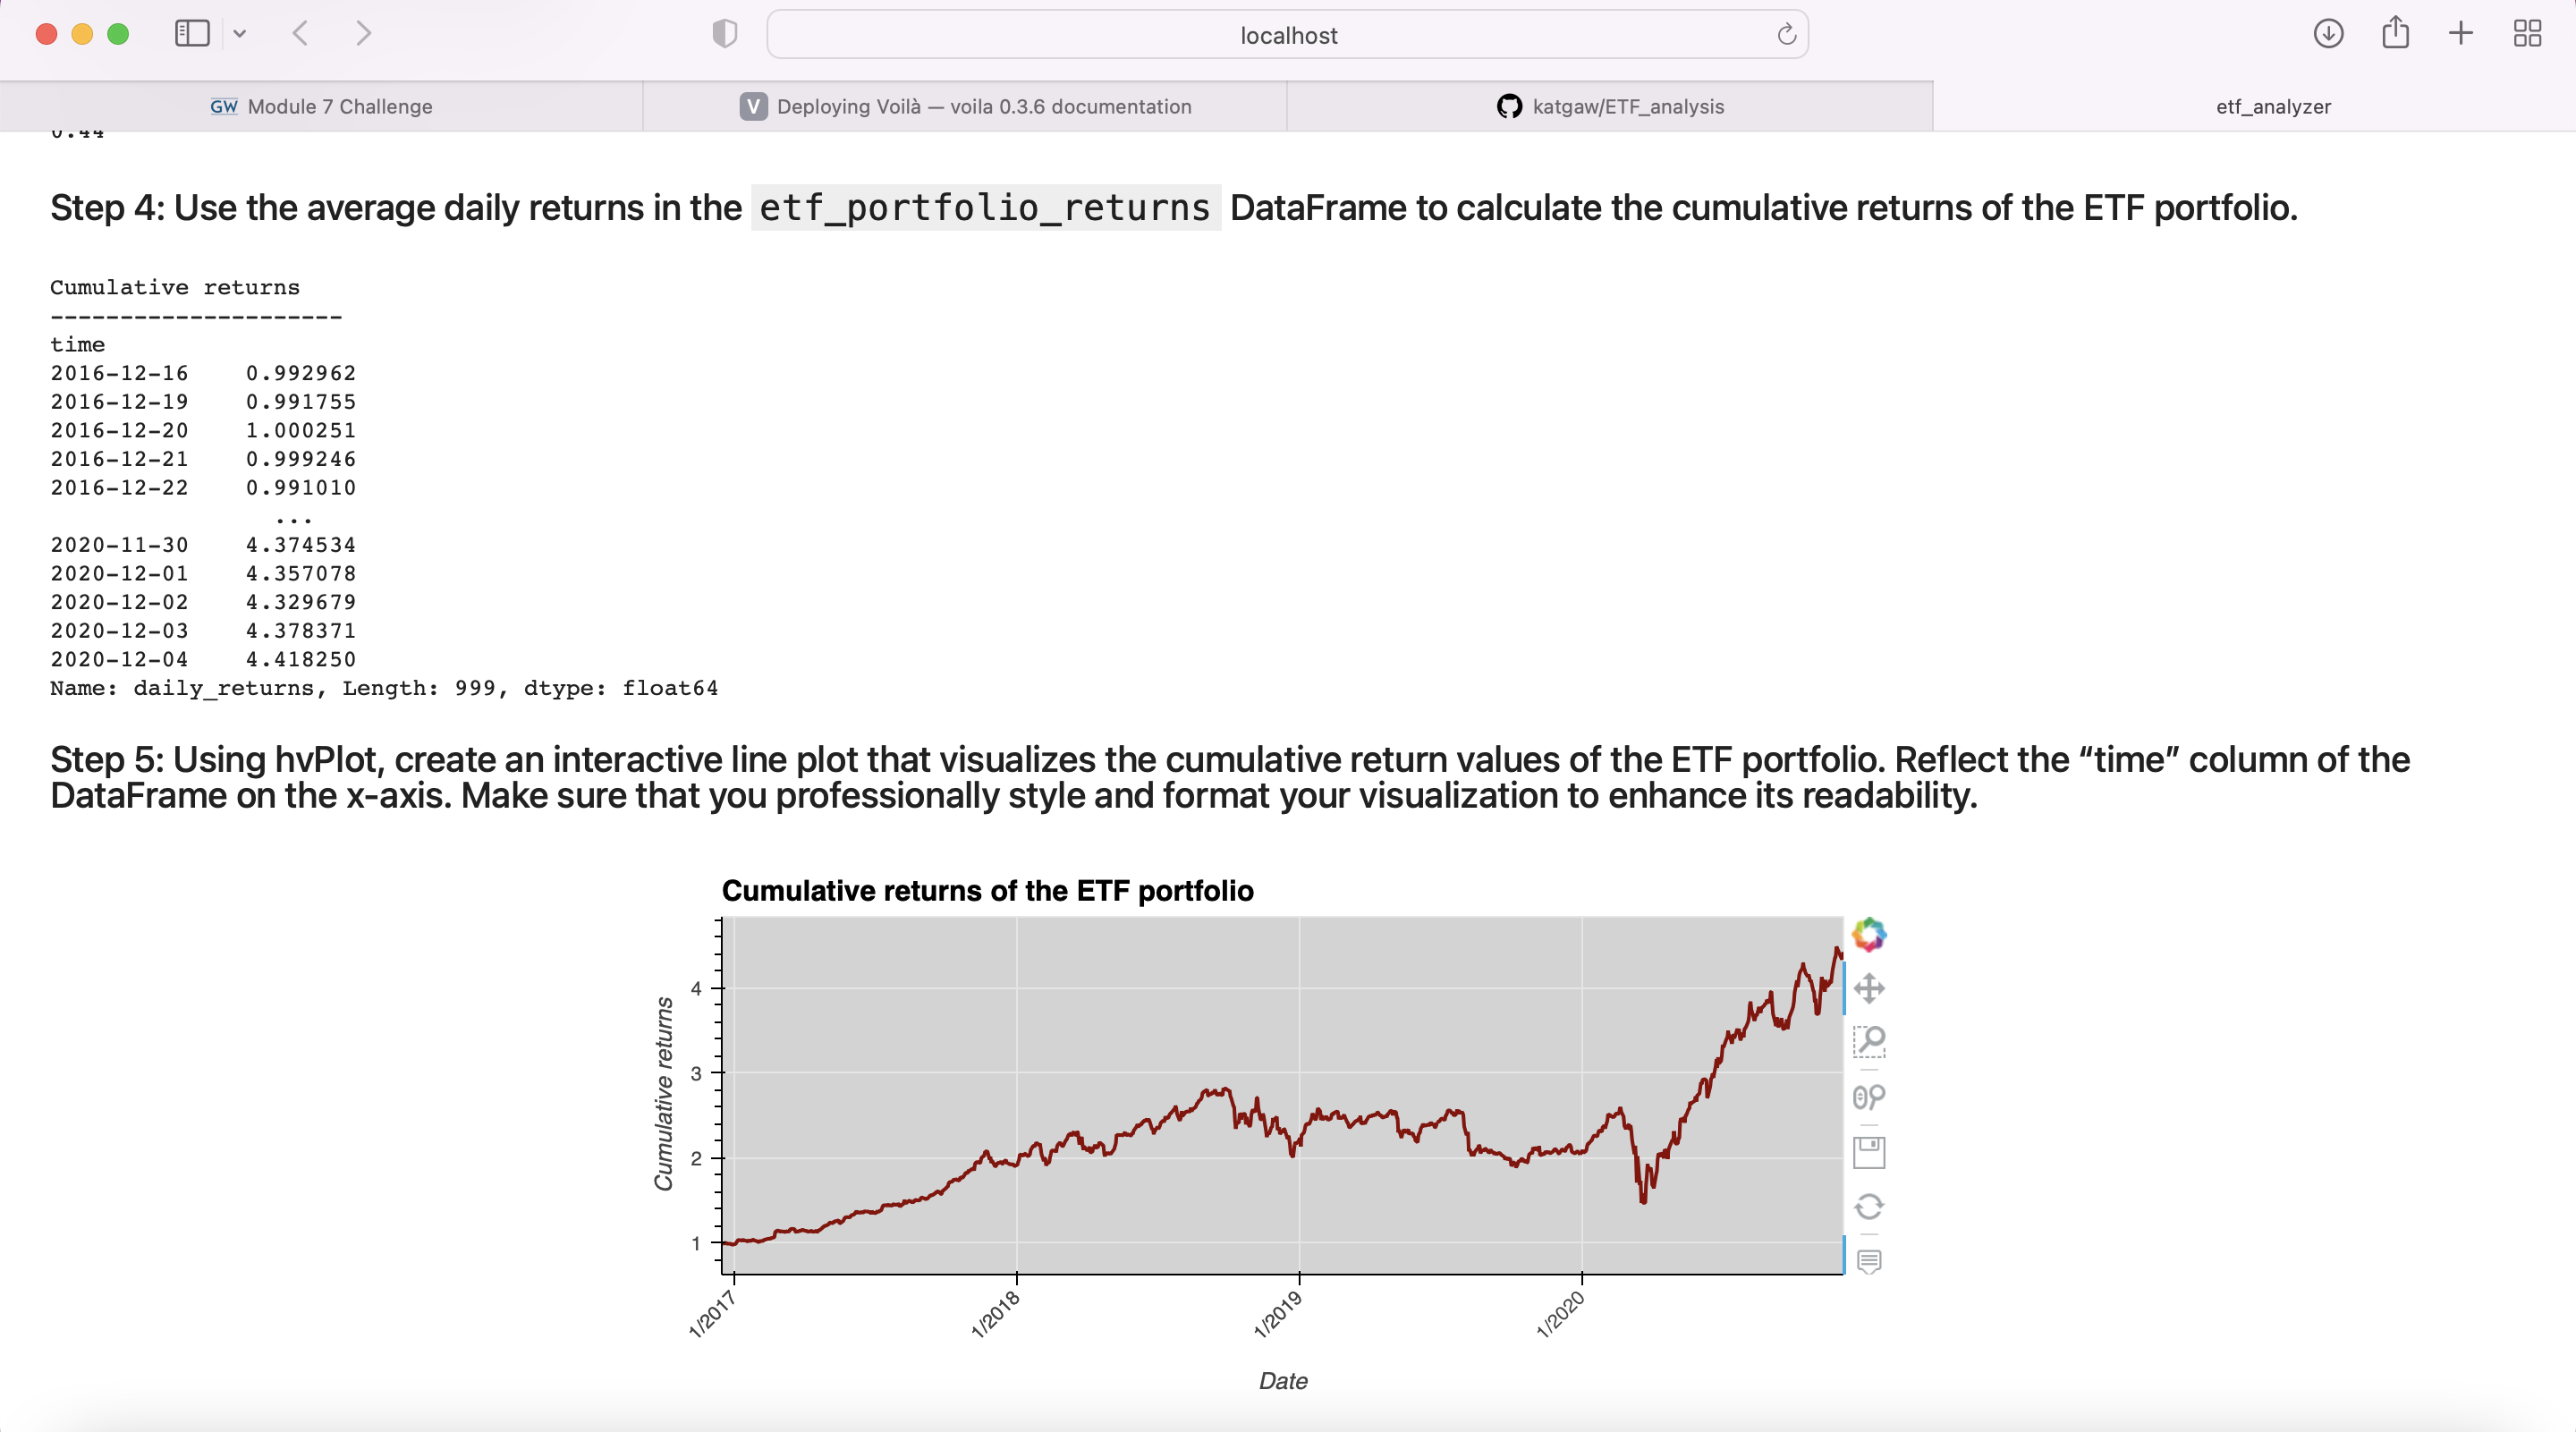 localhost
GW Module 7 Challenge
V Deploying Voilà — voila 0.3.6 documentation
katgaw/ETF_analysis
etf_analyzer
0.44
Step 4: Use the average daily returns in the etf_portfolio_returns DataFrame to calculate the cumulative returns of the ETF portfolio.
Cumulative returns
---------------------
time
2016-12-16 0.992962
2016-12-19 0.991755
2016-12-20 1.000251
2016-12-21 0.999246
2016-12-22 0.991010
...
2020-11-30 4.374534
2020-12-01 4.357078
2020-12-02 4.329679
2020-12-03 4.378371
2020-12-04 4.418250
Name: daily_returns, Length: 999, dtype: float64
Step 5: Using hvPlot, create an interactive line plot that visualizes the cumulative return values of the ETF portfolio. Reflect the “time” column of the
DataFrame on the x-axis. Make sure that you professionally style and format your visualization to enhance its readability.
Cumulative returns of the ETF portfolio
Cumulative returns
4
3
2
1
1/2017
1/2018
1/2019
1/2020
Date